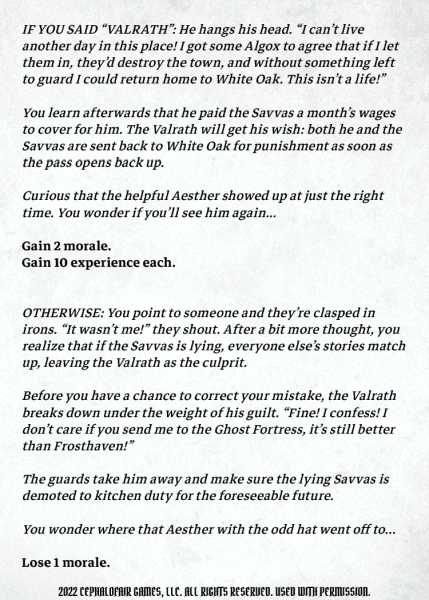 IF YOU SAID “VALRATH”: He hangs his head. “I can’t live
another day in this place! I got some Algox to agree that if I let
them in, they’d destroy the town, and without something left
to guard I could return home to White Oak. This isn’t a life!”
You learn afterwards that he paid the Savvas a month’s wages
to cover for him. The Valrath will get his wish: both he and the
Savvas are sent back to White Oak for punishment as soon as
the pass opens back up.
Curious that the helpful Aesther showed up at just the right
time. You wonder if you’ll see him again...
Gain 2 morale.
Gain 10 experience each.
OTHERWISE: You point to someone and they’re clasped in
irons. “It wasn’t me!” they shout. After a bit more thought, you
realize that if the Savvas is lying, everyone else’s stories match
up, leaving the Valrath as the culprit.
Before you have a chance to correct your mistake, the Valrath
breaks down under the weight of his guilt. “Fine! I confess! I
don’t care if you send me to the Ghost Fortress, it’s still better
than Frosthaven!”
The guards take him away and make sure the lying Savvas is
demoted to kitchen duty for the foreseeable future.
You wonder where that Aesther with the odd hat went off to...
Lose 1 morale.
2022 CEPHALOFAIR GAMES, LLC. ALL RIGHTS RESERVED. USED WITH PERMISSION.